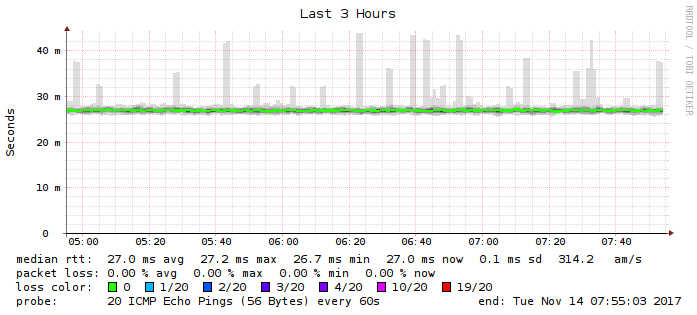 Last 3 Hours
RRDTOOL / TOBI OETIKER
Seconds
40 m
30 m
20 m
10 m
0
05:00 05:20 05:40 06:00 06:20 06:40 07:00 07:20 07:40
median rtt: 27.0 ms avg 27.2 ms max 26.7 ms min 27.0 ms now 0.1 ms sd 314.2 am/s
packet loss: 0.00 % avg 0.00 % max 0.00 % min 0.00 % now
loss color: 0 1/20 2/20 3/20 4/20 10/20 19/20
probe: 20 ICMP Echo Pings (56 Bytes) every 60s end: Tue Nov 14 07:55:03 2017